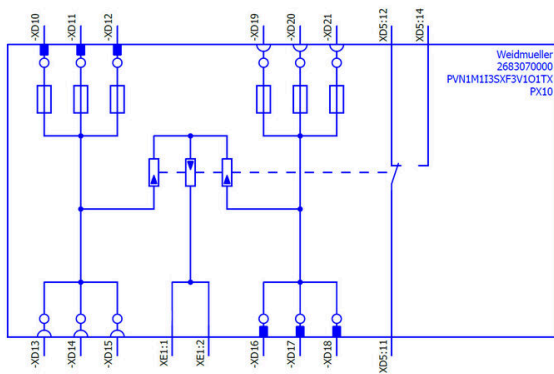 -XD10
-XD11
-XD12
-XD19
-XD20
-XD21
XD5:12
XD5:14
Weidmueller
2683070000
PVN1M1I3SXF3V1O1TX
PX10
-XD13
-XD14
-XD15
XE1:1
XE1:2
-XD16
-XD17
-XD18
XD5:11